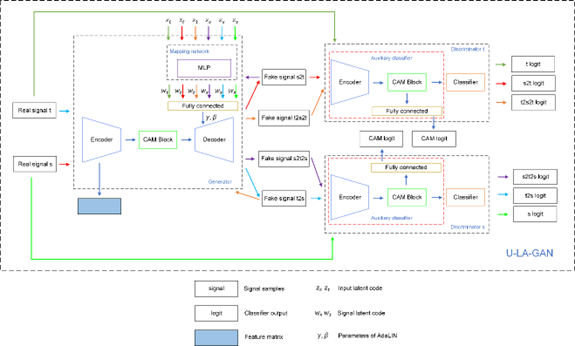 z_t z_t z_t z_s z_s z_s
Mapping network
MLP
w_t w_t w_t w_s w_s w_s
Fully connected
γ, β
Real signal t
Real signal s
Encoder
CAM Block
Decoder
Generator
Feature matrix
Fake signal s2t
Fake signal t2s2t
Fake signal s2t2s
Fake signal t2s
Discriminator t
Auxiliary classifier
Encoder
CAM Block
Classifier
Fully connected
t logit
s2t logit
t2s2t logit
CAM logit
CAM logit
Fully connected
Encoder
CAM Block
Classifier
Auxiliary classifier
Discriminator s
s2t2s logit
t2s logit
s logit
U-LA-GAN
signal Signal samples z_s z_t Input latent code
logit Classifier output w_s w_t Signal latent code
Feature matrix γ, β Parameters of AdaLIN